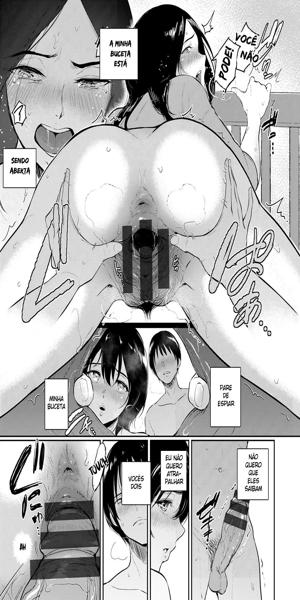 A MINHA
BUCETA
ESTÁ
VOCÊ
NÃO
PODE!
SENDO
ABERTA
MINHA
BUCETA
PARE
DE
ESPIAR
VOCÊS
DOIS
EU NÃO
QUERO
ATRA-
PALHAR
NÃO
QUERO
QUE
ELES
SAIBAM
AH